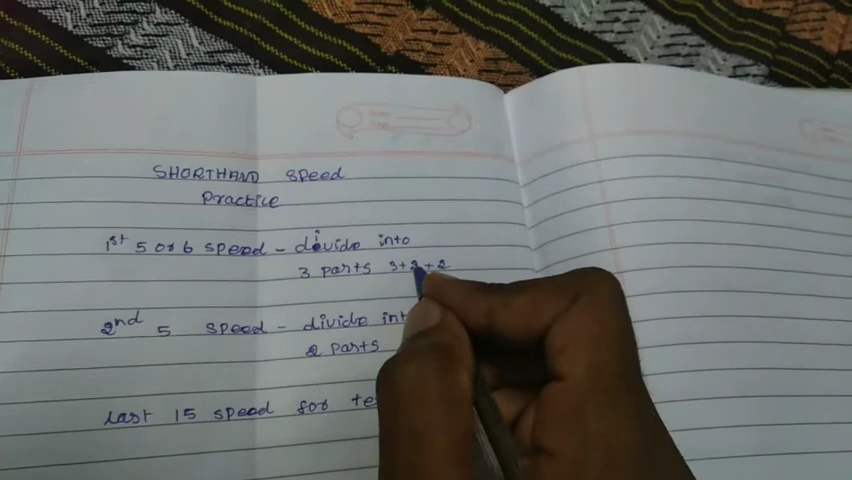 SHORTHAND Speed
Practice
1st 5 or 6 speed - divide into
3 parts 3+2+2
2nd 5 speed - divide int
2 parts
Last 15 speed for te